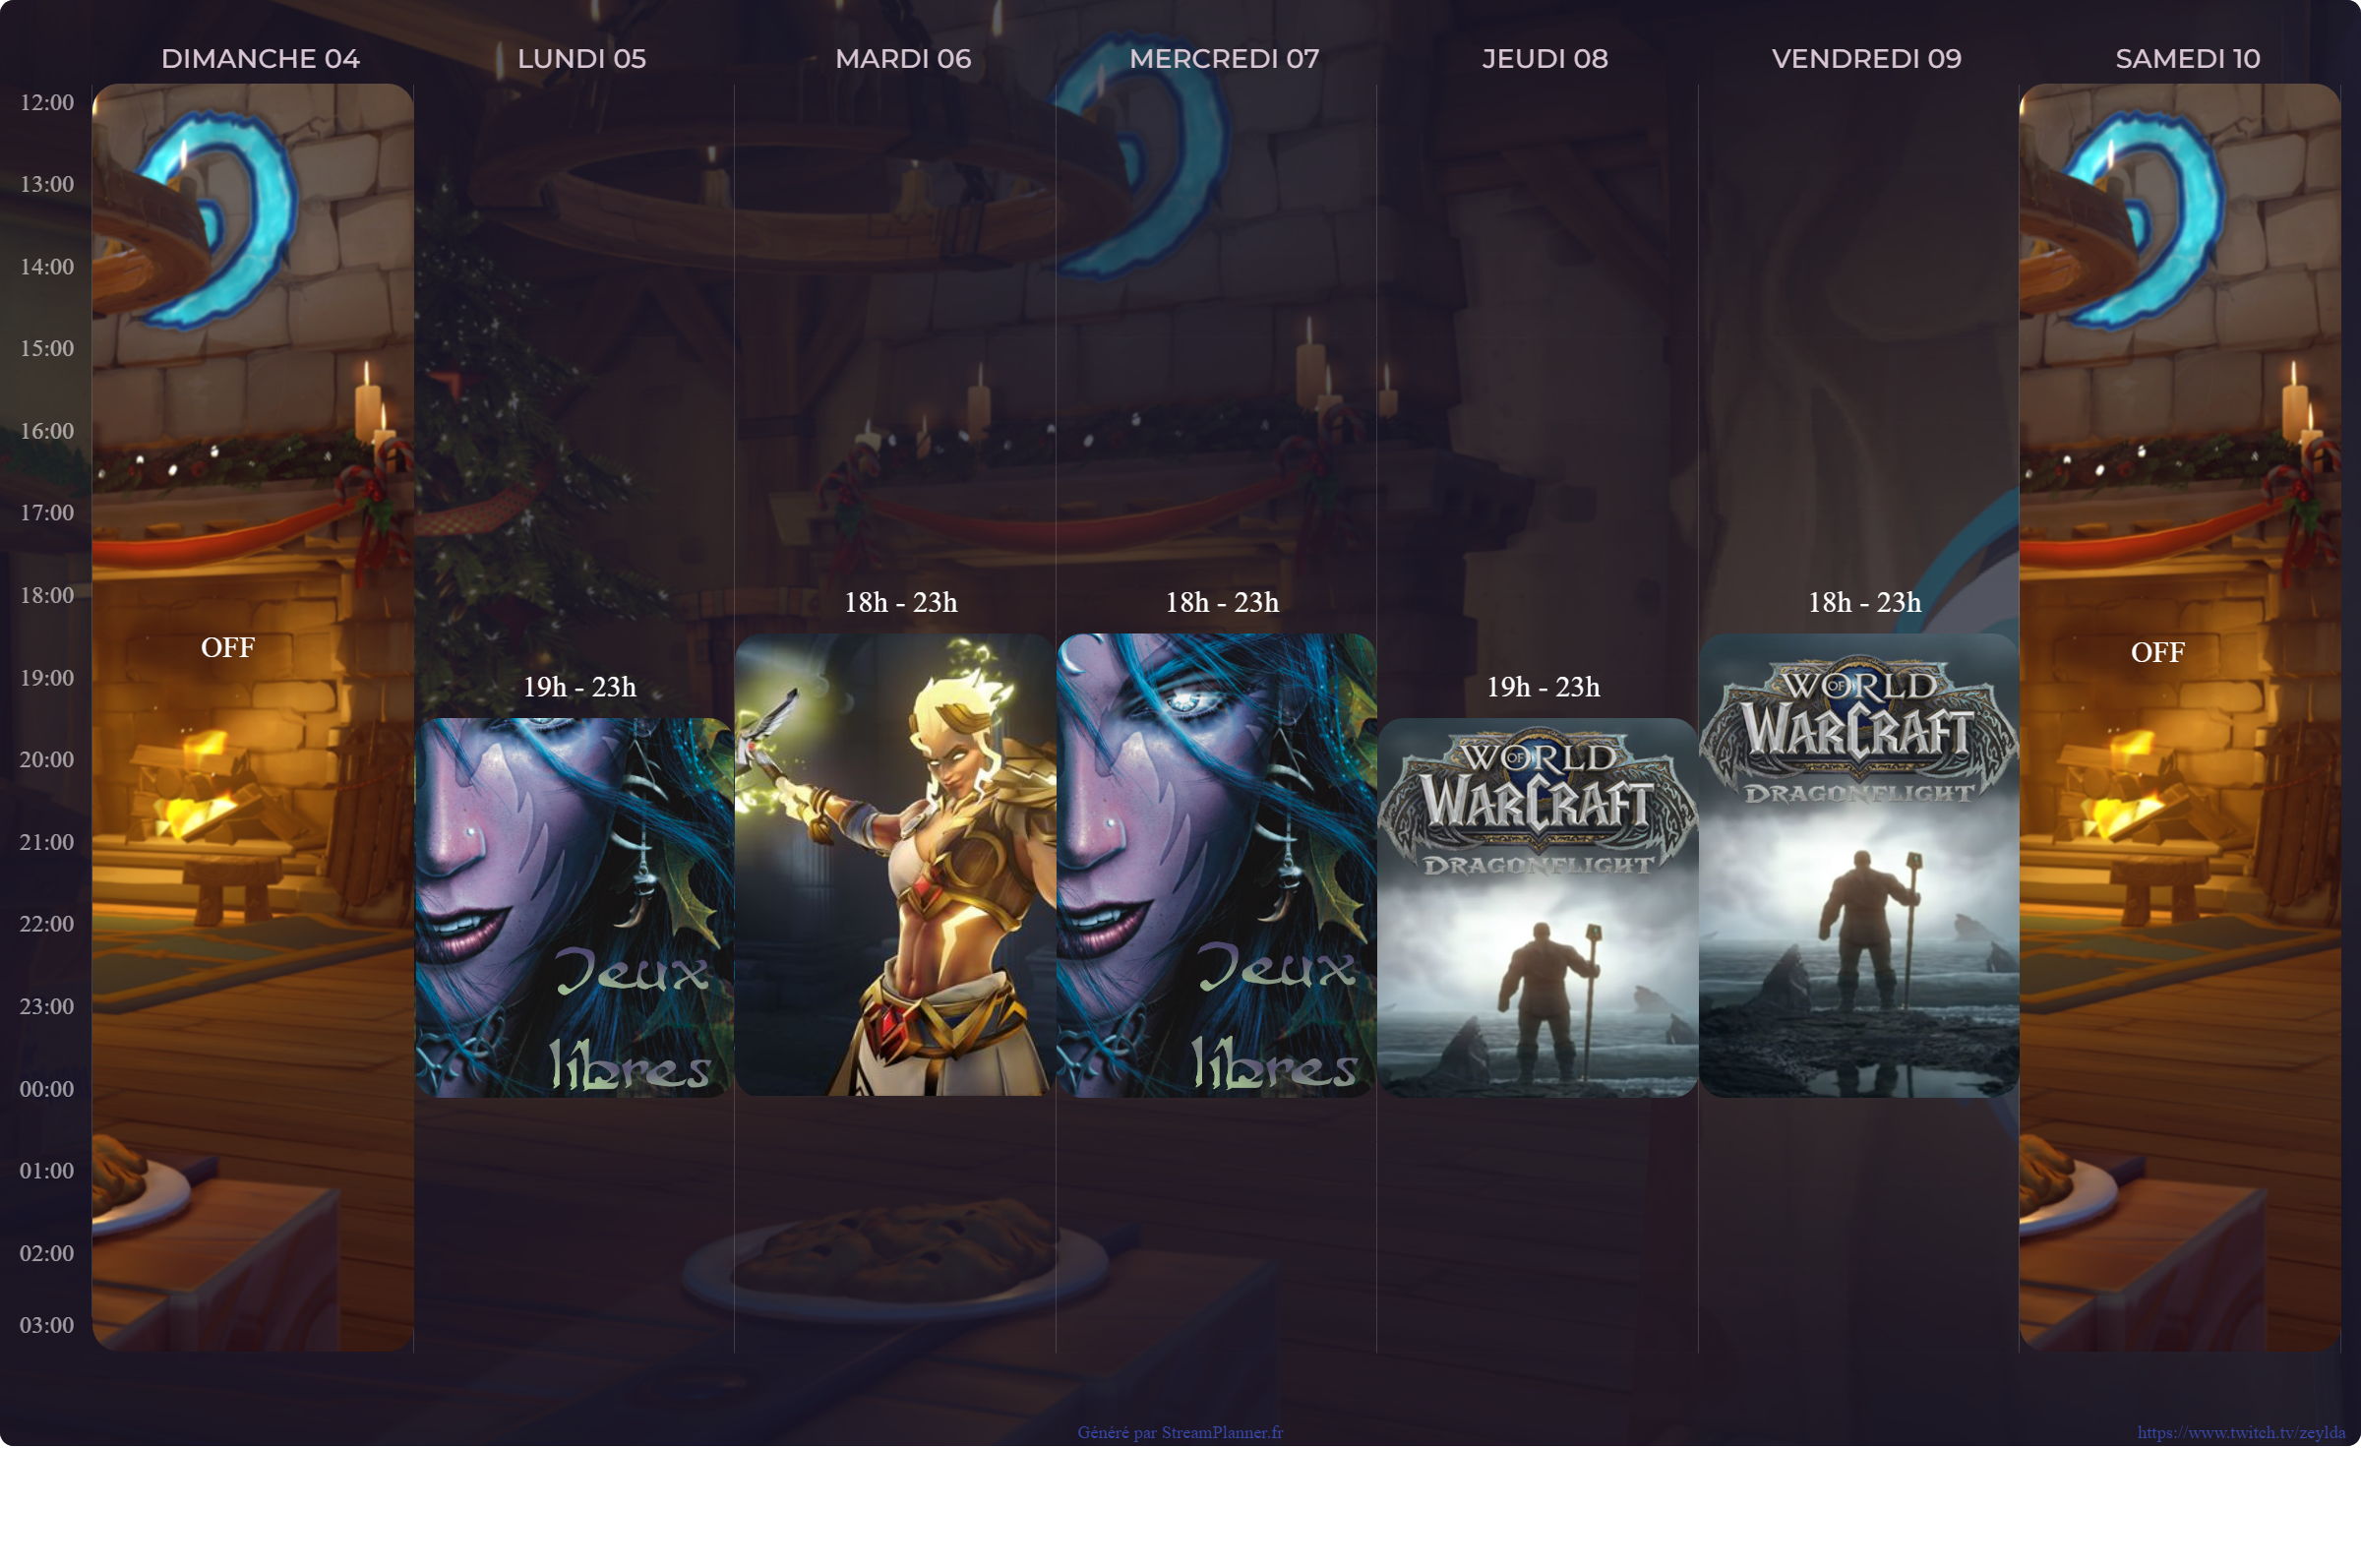 DIMANCHE 04
LUNDI 05
MARDI 06
MERCREDI 07
JEUDI 08
VENDREDI 09
SAMEDI 10
12:00
13:00
14:00
15:00
16:00
17:00
18:00
19:00
20:00
21:00
22:00
23:00
00:00
01:00
02:00
03:00
OFF
19h - 23h
Jeux
libres
18h - 23h
18h - 23h
Jeux
libres
19h - 23h
WORLD
OF
WARCRAFT
DRAGONFLIGHT
18h - 23h
WORLD
OF
WARCRAFT
DRAGONFLIGHT
OFF
Généré par StreamPlanner.fr
https://www.twitch.tv/zeylda